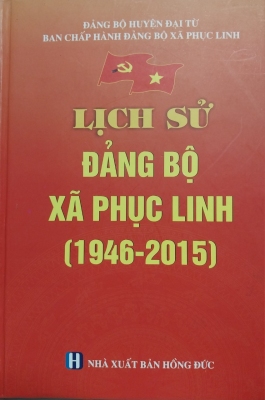 ĐẢNG BỘ HUYỆN ĐẠI TỪ
BAN CHẤP HÀNH ĐẢNG BỘ XÃ PHỤC LINH
LỊCH SỬ
ĐẢNG BỘ
XÃ PHỤC LINH
(1946-2015)
H NHÀ XUẤT BẢN HỒNG ĐỨC